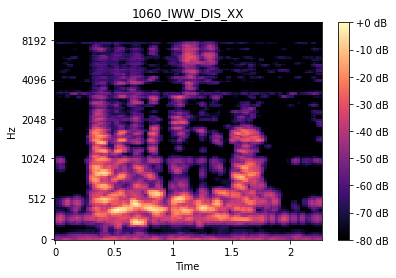 1060_IWW_DIS_XX
+0 dB
8192
-10 dB
4096
-20 dB
-30 dB
2048
Hz
-40 dB
1024
-50 dB
512
-60 dB
-70 dB
0
-80 dB
0
0.5
1
1.5
2
Time